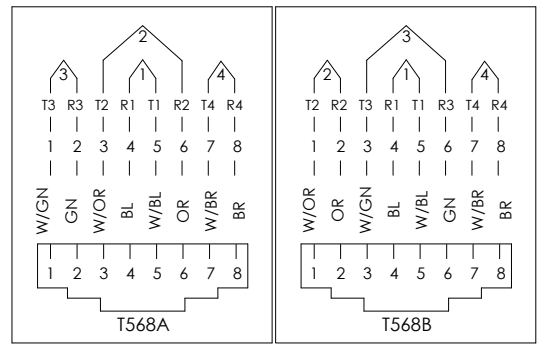 2
3 1 4
T3 R3 T2 R1 T1 R2 T4 R4
1 2 3 4 5 6 7 8
W/GN GN W/OR BL W/BL OR W/BR BR
1 2 3 4 5 6 7 8
T568A
3
2 1 4
T2 R2 T3 R1 T1 R3 T4 R4
1 2 3 4 5 6 7 8
W/OR OR W/GN BL W/BL GN W/BR BR
1 2 3 4 5 6 7 8
T568B